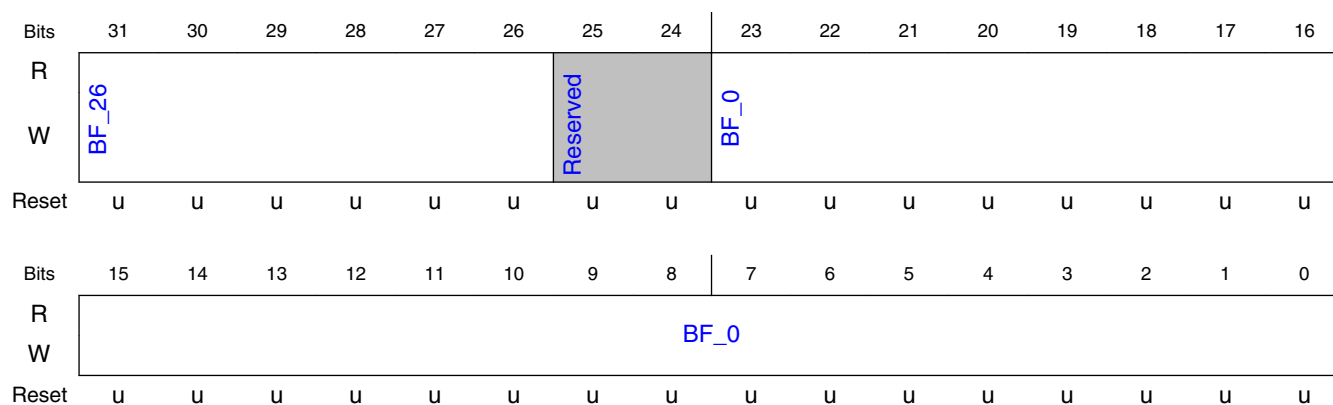 Bits 31 30 29 28 27 26 25 24 23 22 21 20 19 18 17 16
R
BF_26 Reserved BF_0
W
Reset u u u u u u u u u u u u u u u u
Bits 15 14 13 12 11 10 9 8 7 6 5 4 3 2 1 0
R
BF_0
W
Reset u u u u u u u u u u u u u u u u